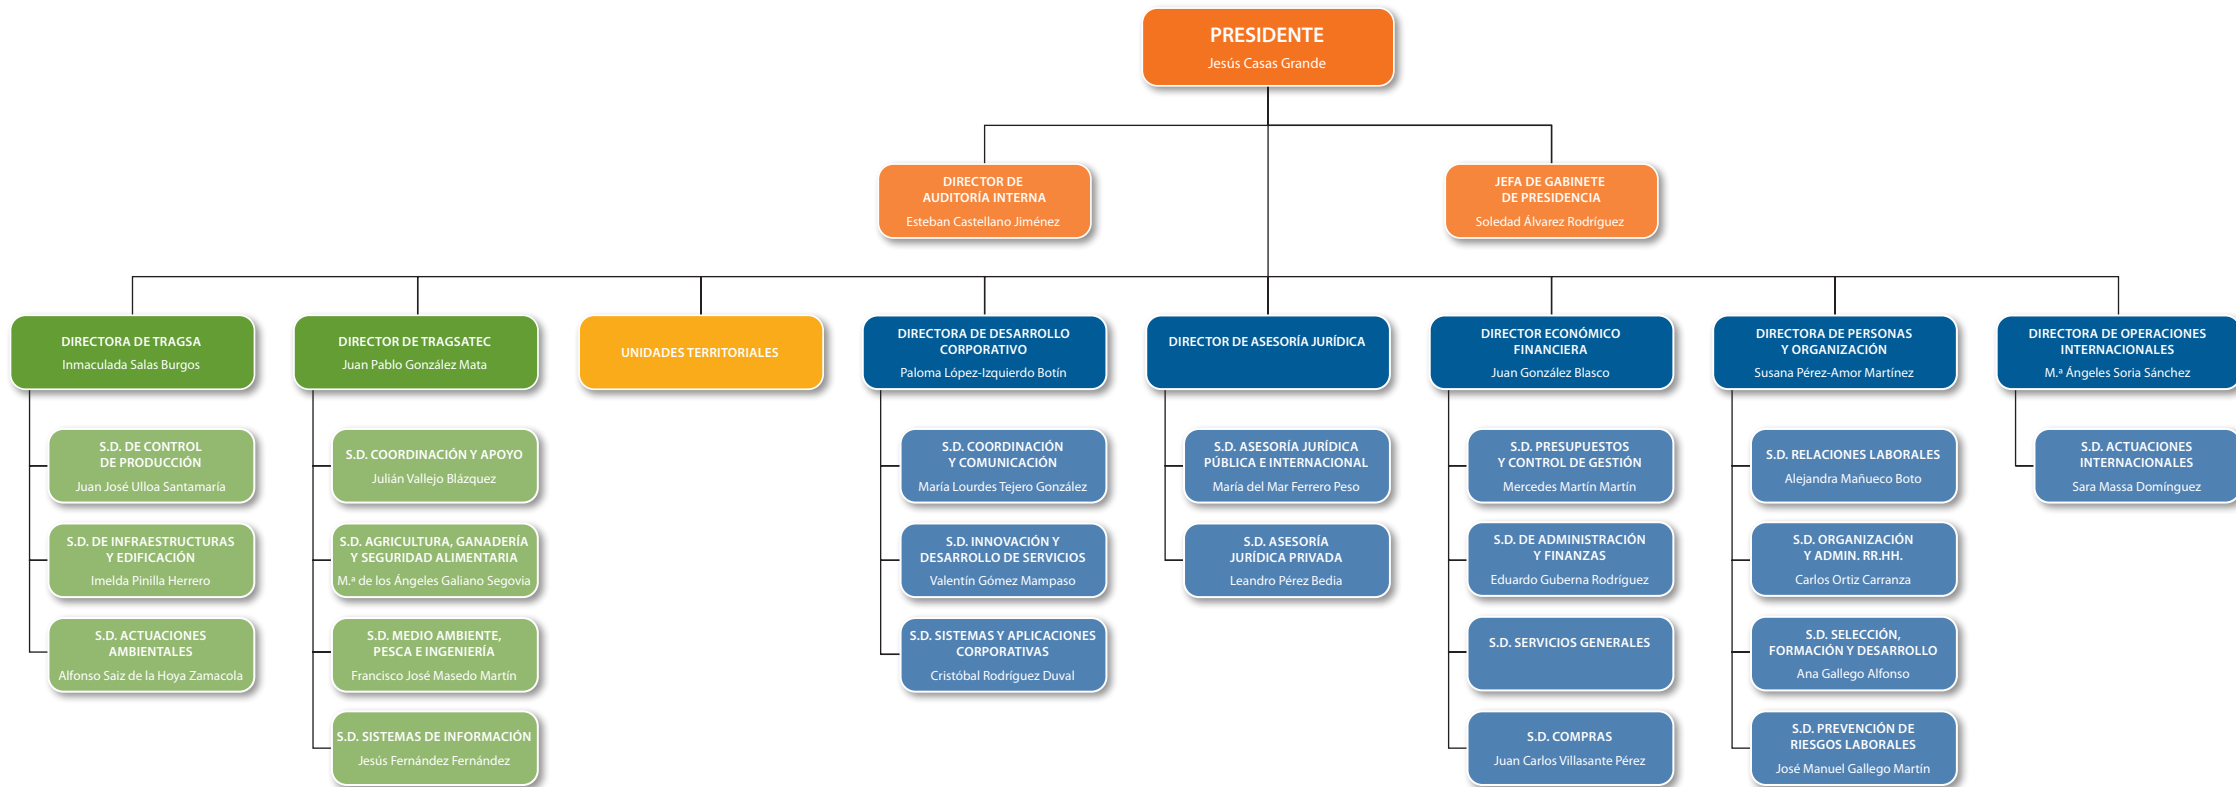 PRESIDENTE
Jesús Casas Grande
DIRECTOR DE
AUDITORÍA INTERNA
Esteban Castellano Jiménez
JEFA DE GABINETE
DE PRESIDENCIA
Soledad Álvarez Rodríguez
DIRECTORA DE TRAGSA
Inmaculada Salas Burgos
S.D. DE CONTROL
DE PRODUCCIÓN
Juan José Ulloa Santamaría
S.D. DE INFRAESTRUCTURAS
Y EDIFICACIÓN
Imelda Pinilla Herrero
S.D. ACTUACIONES
AMBIENTALES
Alfonso Saiz de la Hoya Zamacola
DIRECTOR DE TRAGSATEC
Juan Pablo González Mata
S.D. COORDINACIÓN Y APOYO
Julián Vallejo Blázquez
S.D. AGRICULTURA, GANADERÍA
Y SEGURIDAD ALIMENTARIA
M.ª de los Ángeles Galiano Segovia
S.D. MEDIO AMBIENTE,
PESCA E INGENIERÍA
Francisco José Masedo Martín
S.D. SISTEMAS DE INFORMACIÓN
Jesús Fernández Fernández
UNIDADES TERRITORIALES
DIRECTORA DE DESARROLLO
CORPORATIVO
Paloma López-Izquierdo Botín
S.D. COORDINACIÓN
Y COMUNICACIÓN
María Lourdes Tejero González
S.D. INNOVACIÓN Y
DESARROLLO DE SERVICIOS
Valentín Gómez Mampaso
S.D. SISTEMAS Y APLICACIONES
CORPORATIVAS
Cristóbal Rodríguez Duval
DIRECTOR DE ASESORÍA JURÍDICA
S.D. ASESORÍA JURÍDICA
PÚBLICA E INTERNACIONAL
María del Mar Ferrero Peso
S.D. ASESORÍA
JURÍDICA PRIVADA
Leandro Pérez Bedia
DIRECTOR ECONÓMICO
FINANCIERA
Juan González Blasco
S.D. PRESUPUESTOS
Y CONTROL DE GESTIÓN
Mercedes Martín Martín
S.D. DE ADMINISTRACIÓN
Y FINANZAS
Eduardo Guberna Rodríguez
S.D. SERVICIOS GENERALES
S.D. COMPRAS
Juan Carlos Villasante Pérez
DIRECTORA DE PERSONAS
Y ORGANIZACIÓN
Susana Pérez-Amor Martínez
S.D. RELACIONES LABORALES
Alejandra Mañueco Boto
S.D. ORGANIZACIÓN
Y ADMIN. RR.HH.
Carlos Ortiz Carranza
S.D. SELECCIÓN,
FORMACIÓN Y DESARROLLO
Ana Gallego Alfonso
S.D. PREVENCIÓN DE
RIESGOS LABORALES
José Manuel Gallego Martín
DIRECTORA DE OPERACIONES
INTERNACIONALES
M.ª Ángeles Soria Sánchez
S.D. ACTUACIONES
INTERNACIONALES
Sara Massa Domínguez